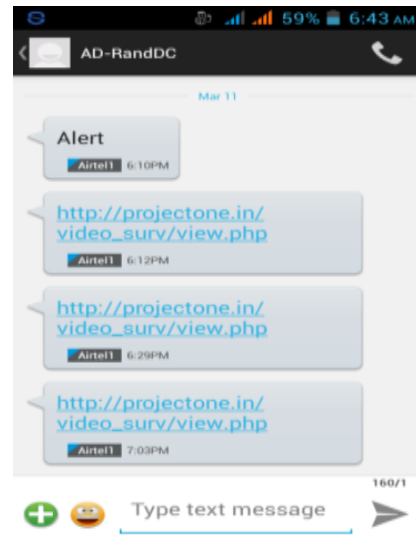 59% 6:43 AM
AD-RandDC
Mar 11
Alert
Airtel1 6:10PM
http://projectone.in/
video_surv/view.php
Airtel1 6:12PM
http://projectone.in/
video_surv/view.php
Airtel1 6:29PM
http://projectone.in/
video_surv/view.php
Airtel1 7:03PM
160/1
Type text message